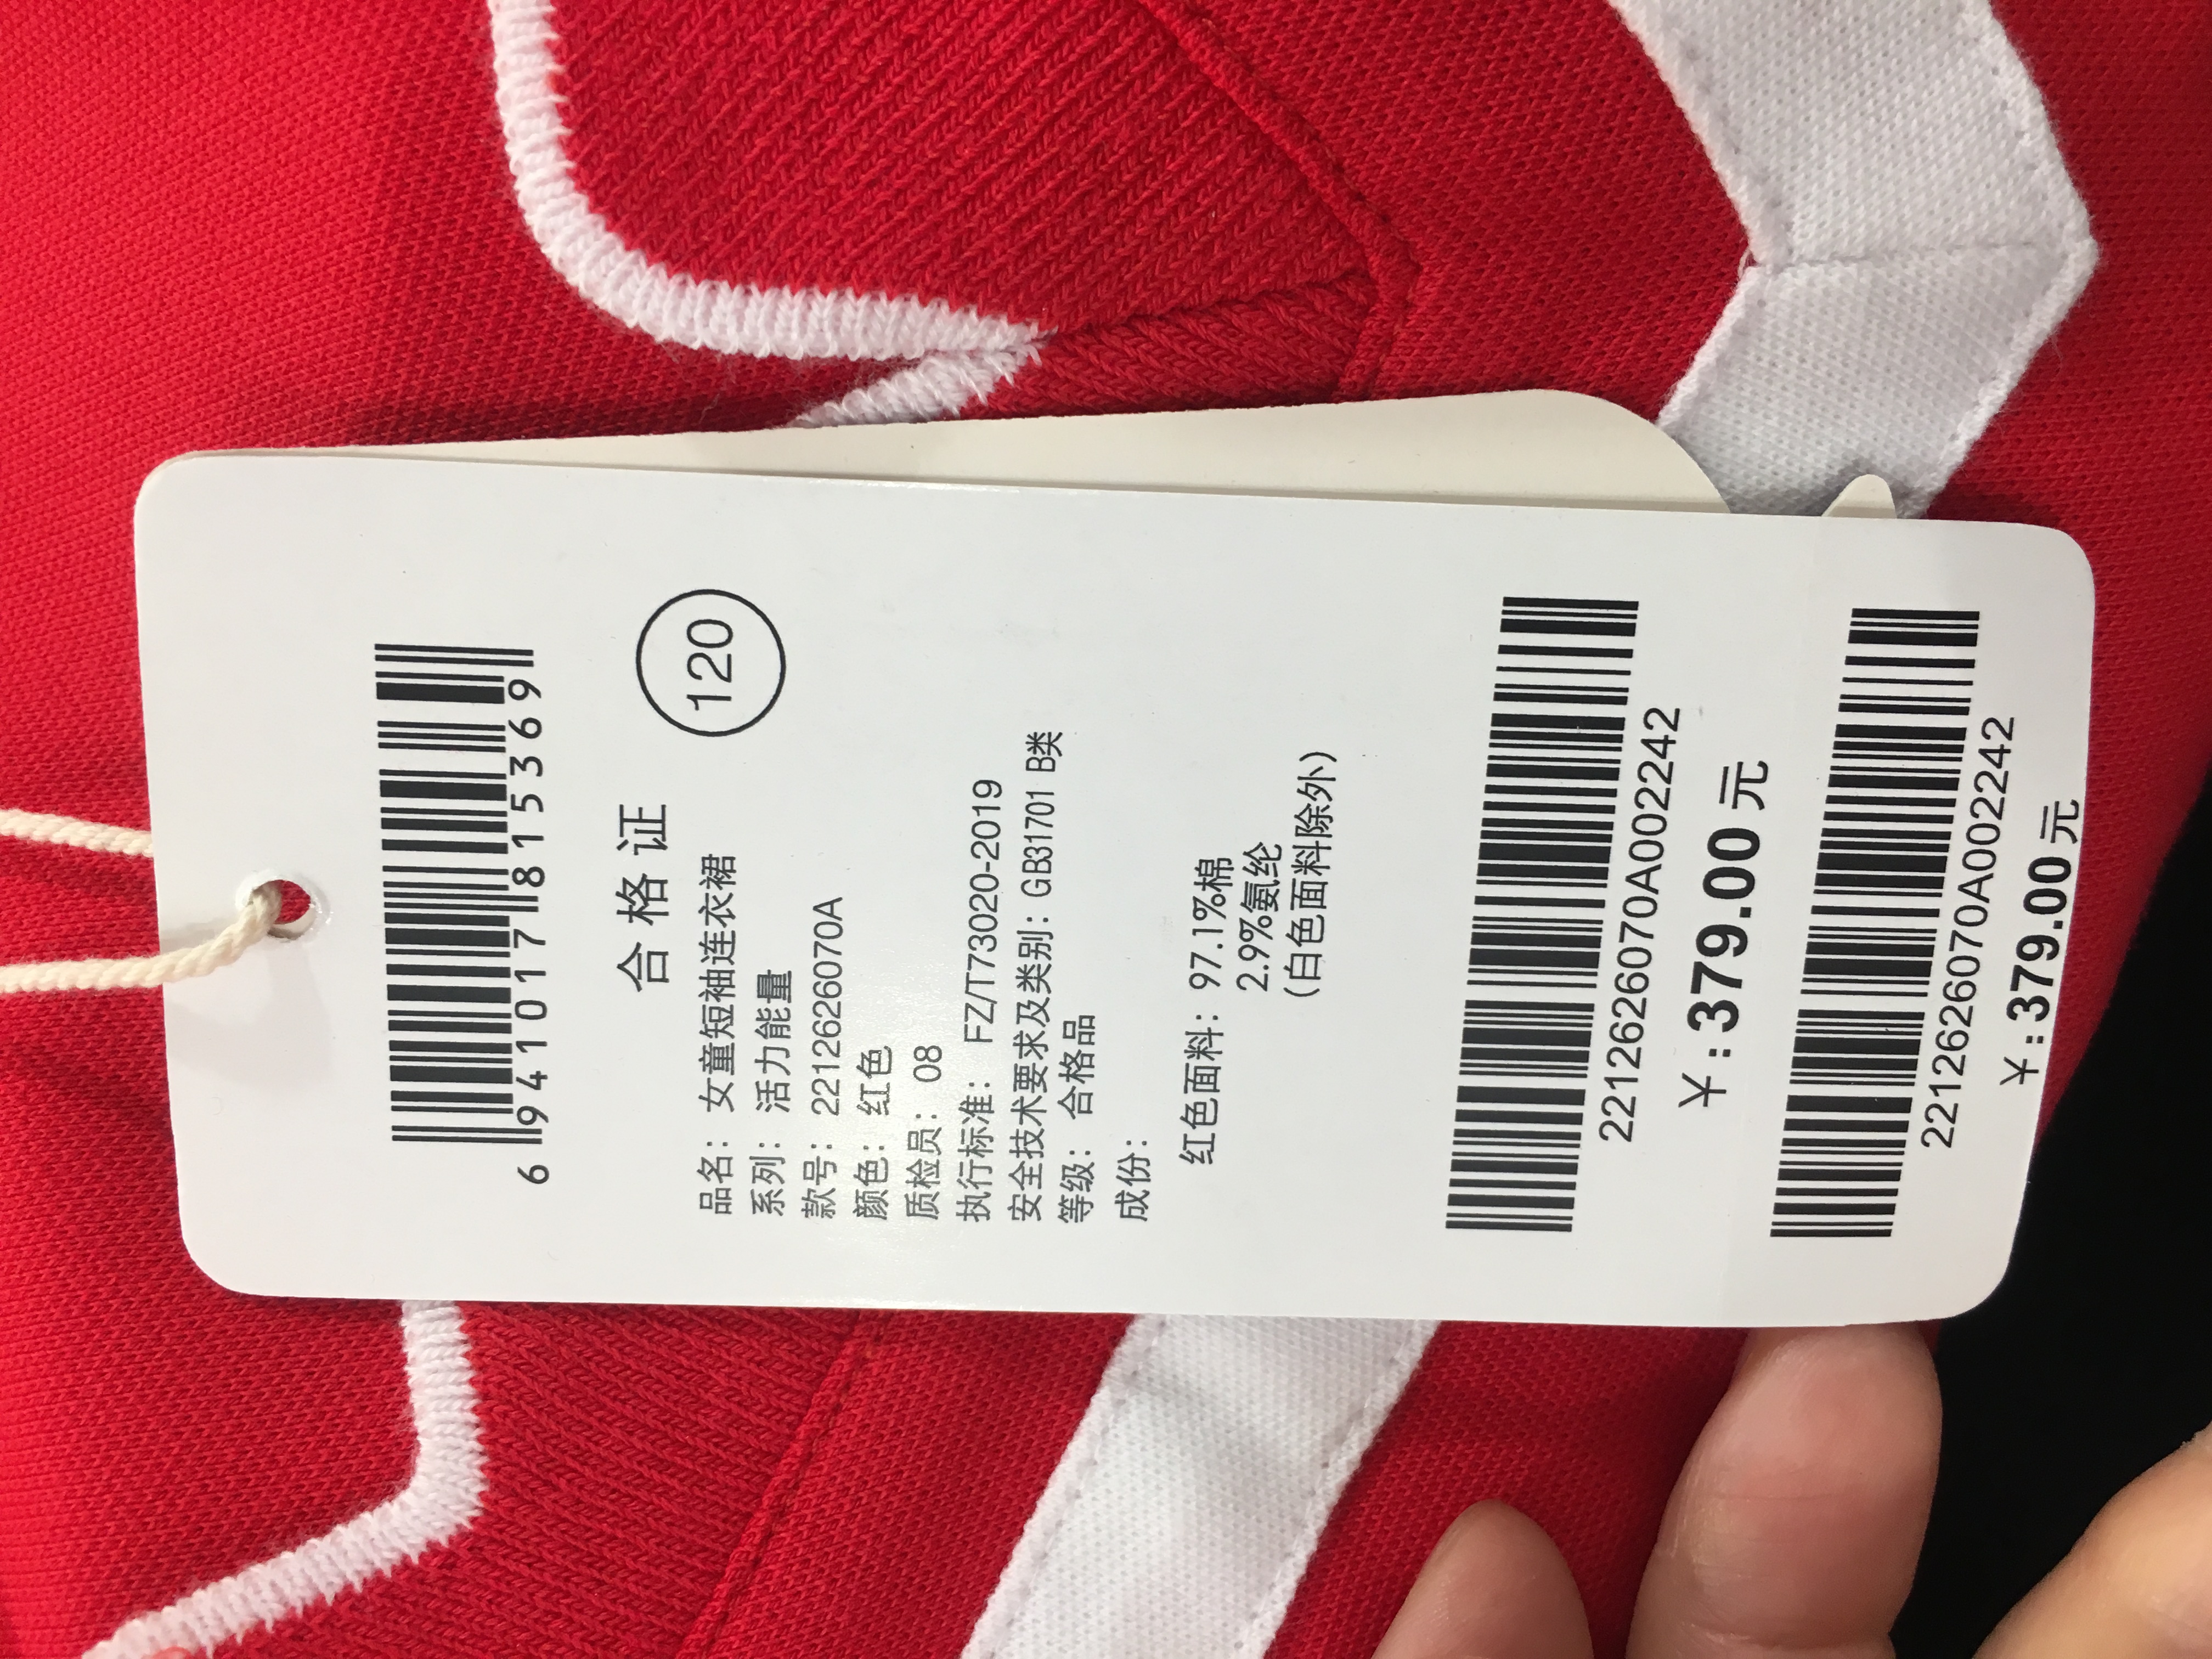 6941017815369
合格证
120
品名：女童短袖连衣裙
系列：活力能量
款号：2212626070A
颜色：红色
质检员：08
执行标准：FZ/T73020-2019
安全技术要求及类别：GB31701 B类
等级：合格品
成份：
红色面料：97.1%棉
2.9%氨纶
（白色面料除外）
2212626070A002242
￥:379.00元
2212626070A002242
￥:379.00元